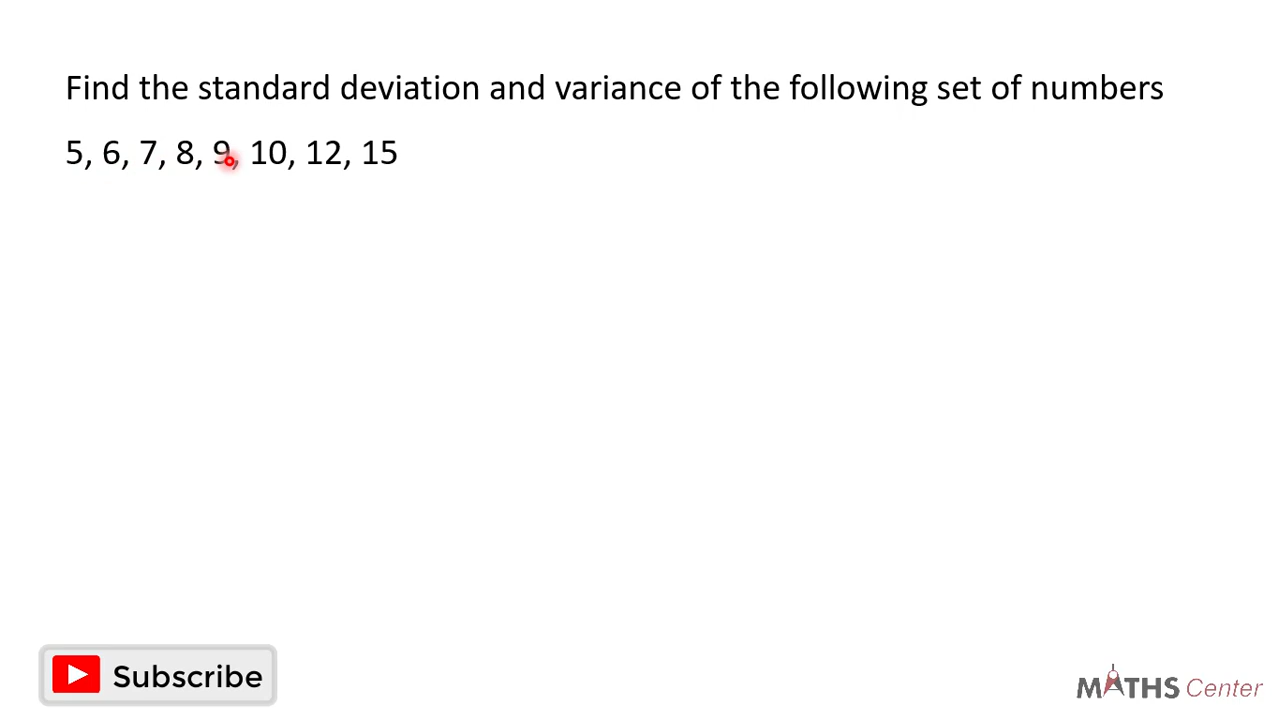 Find the standard deviation and variance of the following set of numbers
5, 6, 7, 8, 9, 10, 12, 15
Subscribe
MATHS Center